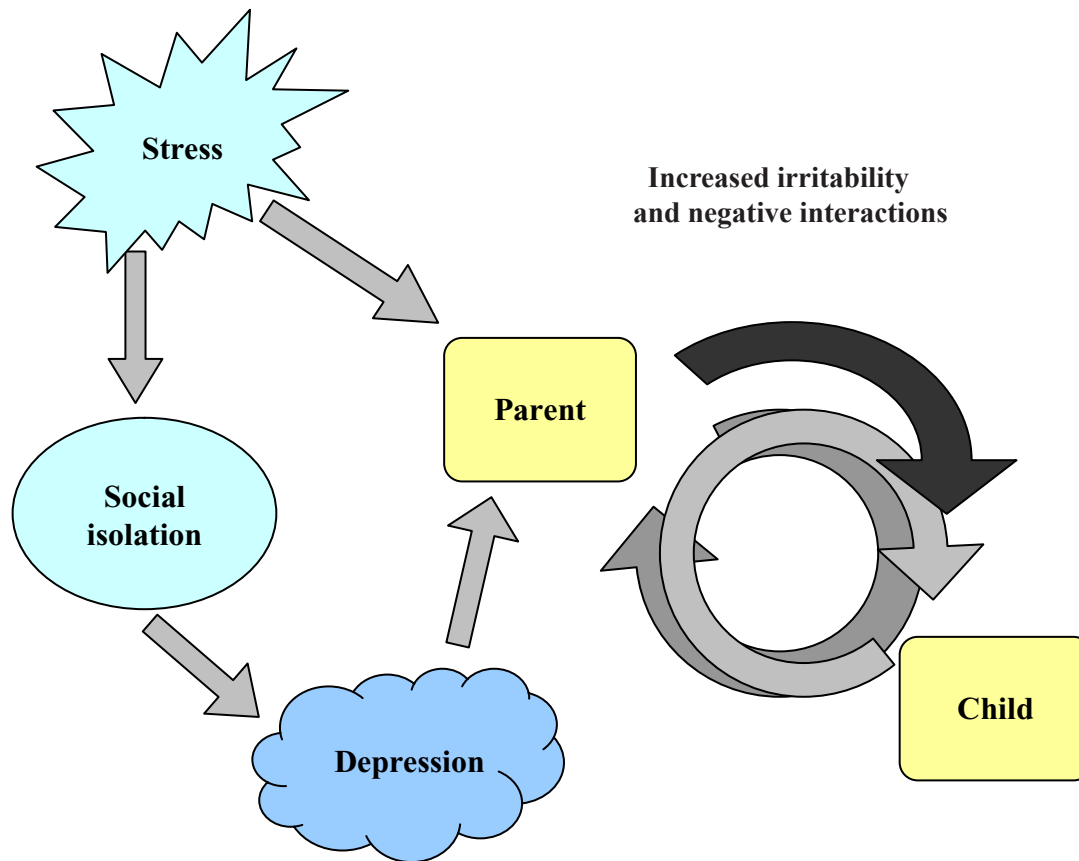 Stress
Increased irritability
and negative interactions
Parent
Social
isolation
Child
Depression